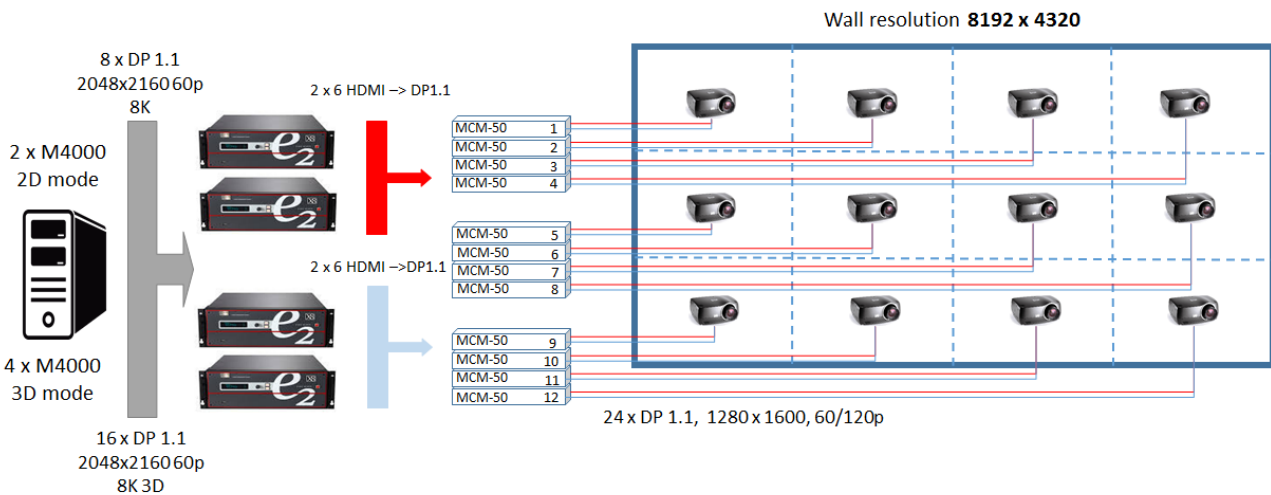 Wall resolution 8192 x 4320
8 x DP 1.1
2048x2160 60p
8K
2 x 6 HDMI –> DP1.1
2 x M4000
2D mode
e2
e2
MCM-50 1
MCM-50 2
MCM-50 3
MCM-50 4
MCM-50 5
MCM-50 6
MCM-50 7
MCM-50 8
2 x 6 HDMI –>DP1.1
e2
e2
MCM-50 9
MCM-50 10
MCM-50 11
MCM-50 12
4 x M4000
3D mode
24 x DP 1.1, 1280 x 1600, 60/120p
16 x DP 1.1
2048x2160 60p
8K 3D